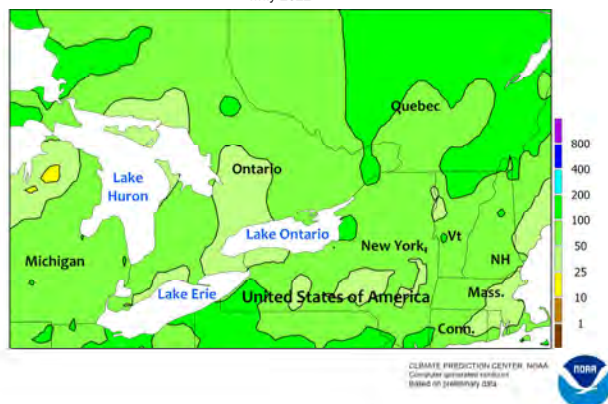 Quebec
Ontario
Lake
Huron
Lake Ontario
Michigan
New York
Vt
NH
Lake Erie
United States of America
Mass.
Conn.
800
400
200
100
50
25
10
1
CLIMATE PREDICTION CENTER, NOAA
Computer generated contours
Based on preliminary data
NOAA